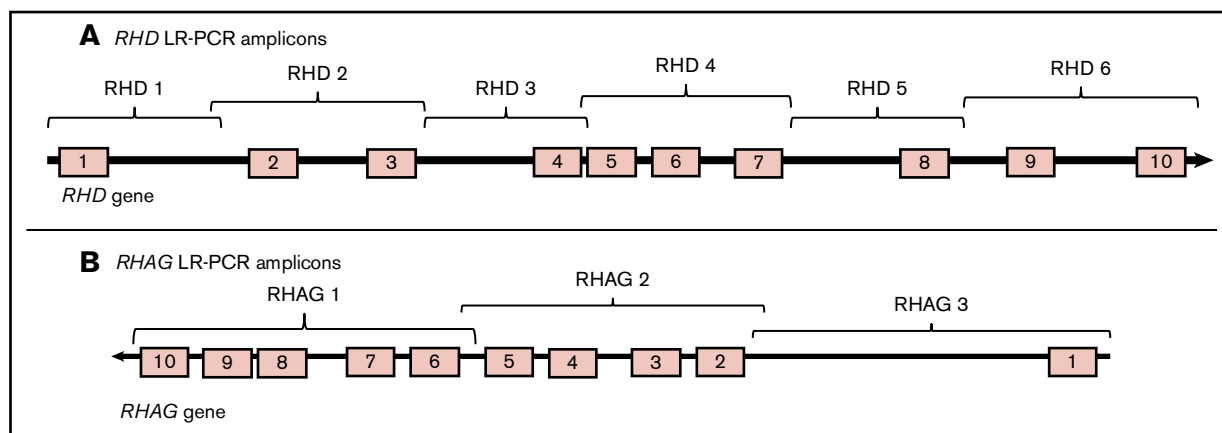 A RHD LR-PCR amplicons
RHD 1 RHD 2 RHD 3 RHD 4 RHD 5 RHD 6
1 2 3 4 5 6 7 8 9 10
RHD gene
B RHAG LR-PCR amplicons
RHAG 1 RHAG 2 RHAG 3
10 9 8 7 6 5 4 3 2 1
RHAG gene